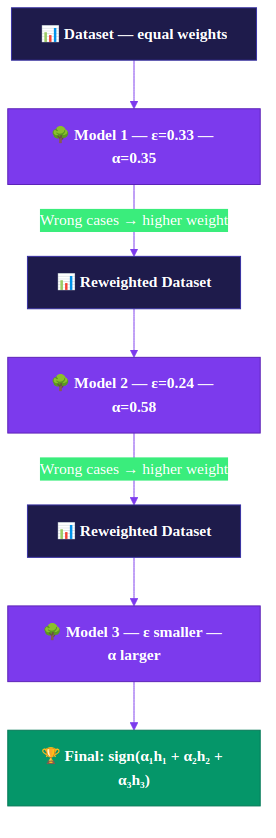 📊 Dataset — equal weights
🌳 Model 1 — ε=0.33 —
α=0.35
Wrong cases → higher weight
📊 Reweighted Dataset
🌳 Model 2 — ε=0.24 —
α=0.58
Wrong cases → higher weight
📊 Reweighted Dataset
🌳 Model 3 — ε smaller —
α larger
🏆 Final: sign(α₁h₁ + α₂h₂ +
α₃h₃)